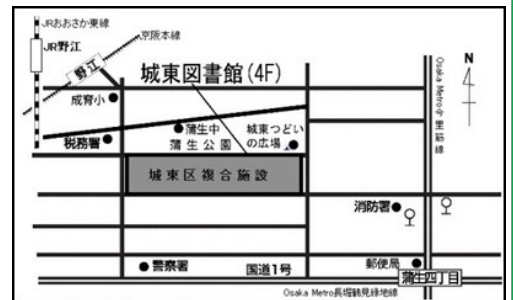 JRおおさか東線
京阪本線
JR野江
野江
城東図書館(4F)
成育小
税務署
蒲生中
蒲生公園
城東つどい
の広場
城東区複合施設
消防署
警察署
国道1号
郵便局
蒲生四丁目
Osaka Metro長堀鶴見緑地線
Osaka Metro今里筋線
N